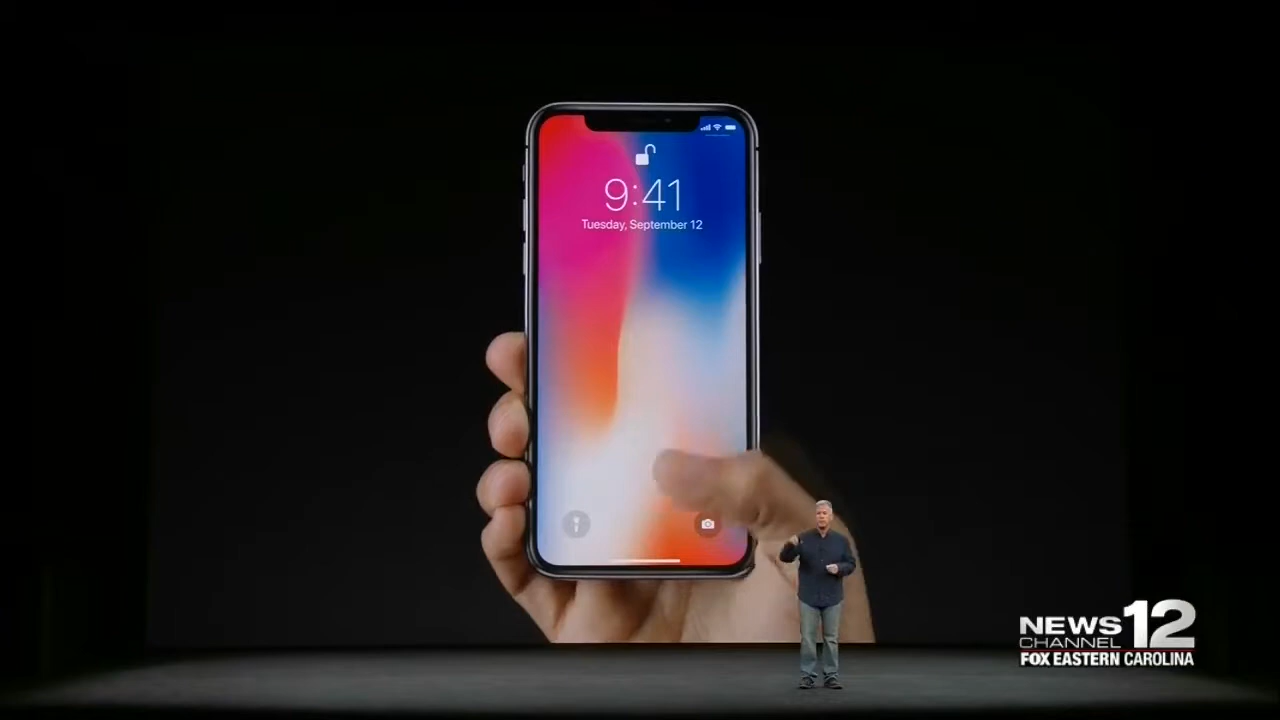 9:41
Tuesday, September 12
NEWS 12
CHANNEL
FOX EASTERN CAROLINA